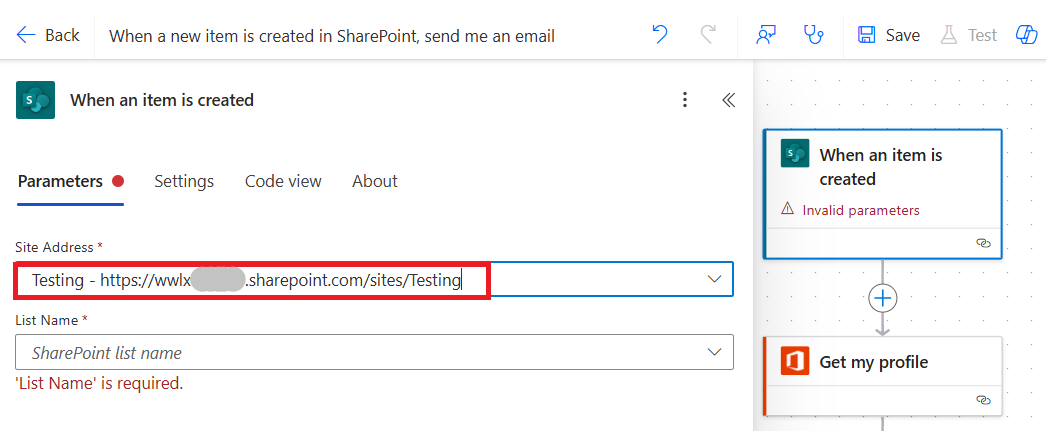 Back
When a new item is created in SharePoint, send me an email
Save
Test
When an item is created
Parameters
Settings
Code view
About
Site Address *
Testing - https://wwlx .sharepoint.com/sites/Testing
List Name *
SharePoint list name
'List Name' is required.
When an item is
created
Invalid parameters
Get my profile